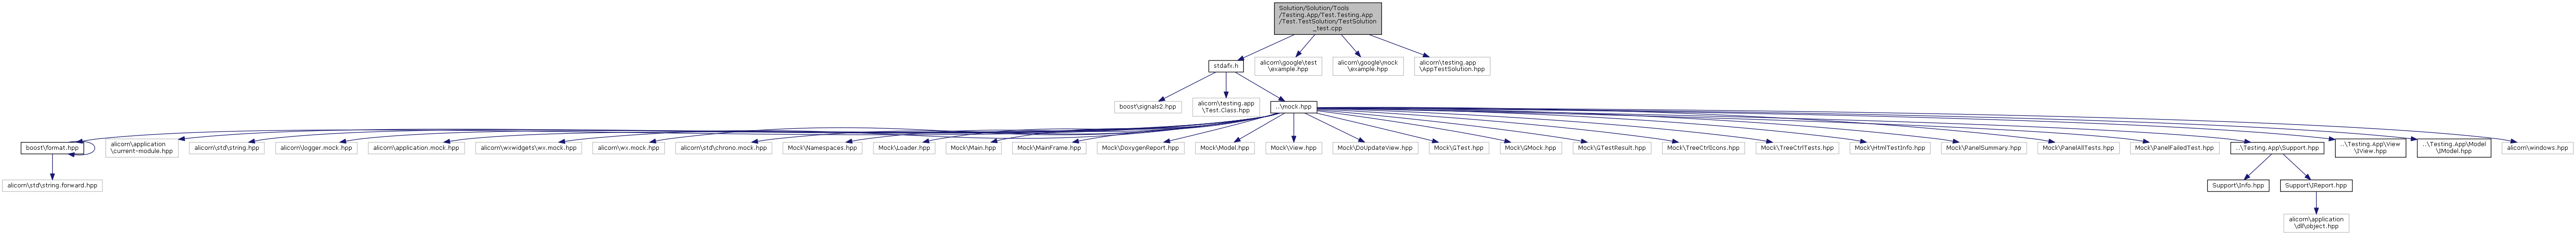 Solution/Solution/Tools
/Testing.App/Test.Testing.App
/Test.TestSolution/TestSolution
_test.cpp
stdafx.h
alicorn\google\test
\example.hpp
alicorn\google\mock
\example.hpp
alicorn\testing.app
\AppTestSolution.hpp
boost\signals2.hpp
alicorn\testing.app
\Test.Class.hpp
..\mock.hpp
boost\format.hpp
alicorn\application
\current-module.hpp
alicorn\std\string.hpp
alicorn\logger.mock.hpp
alicorn\application.mock.hpp
alicorn\wxwidgets\wx.mock.hpp
alicorn\wx.mock.hpp
alicorn\std\chrono.mock.hpp
Mock\Namespaces.hpp
Mock\Loader.hpp
Mock\Main.hpp
Mock\MainFrame.hpp
Mock\DoxygenReport.hpp
Mock\Model.hpp
Mock\View.hpp
Mock\DoUpdateView.hpp
Mock\GTest.hpp
Mock\GMock.hpp
Mock\GTestResult.hpp
Mock\TreeCtrlIcons.hpp
Mock\TreeCtrlTests.hpp
Mock\HtmlTestInfo.hpp
Mock\PanelSummary.hpp
Mock\PanelAllTests.hpp
Mock\PanelFailedTest.hpp
..\Testing.App\Support.hpp
..\Testing.App\View
\IView.hpp
..\Testing.App\Model
\IModel.hpp
alicorn\windows.hpp
alicorn\std\string.forward.hpp
Support\Info.hpp
Support\IReport.hpp
alicorn\application
\dll\object.hpp